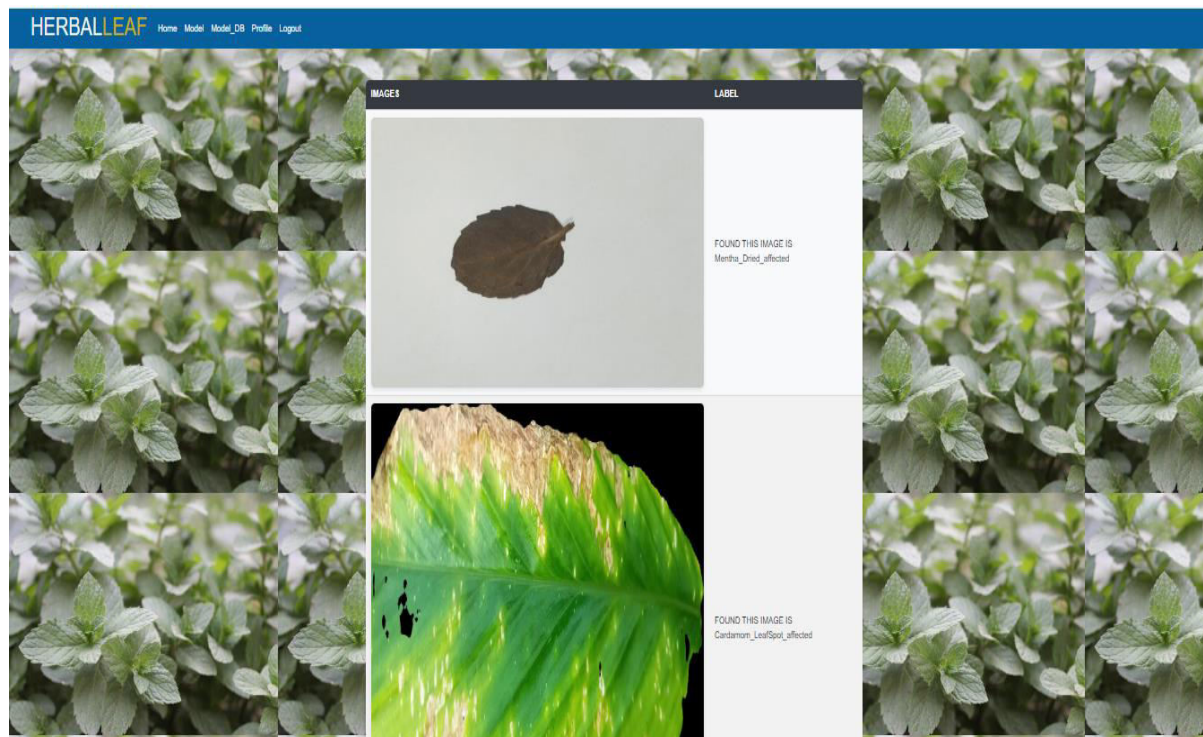 HERBALLEAF Home Model Model_DB Profile Logout
IMAGES LABEL
FOUND THIS IMAGE IS
Mentha_Dried_affected
FOUND THIS IMAGE IS
Cardamom_LeafSpot_affected